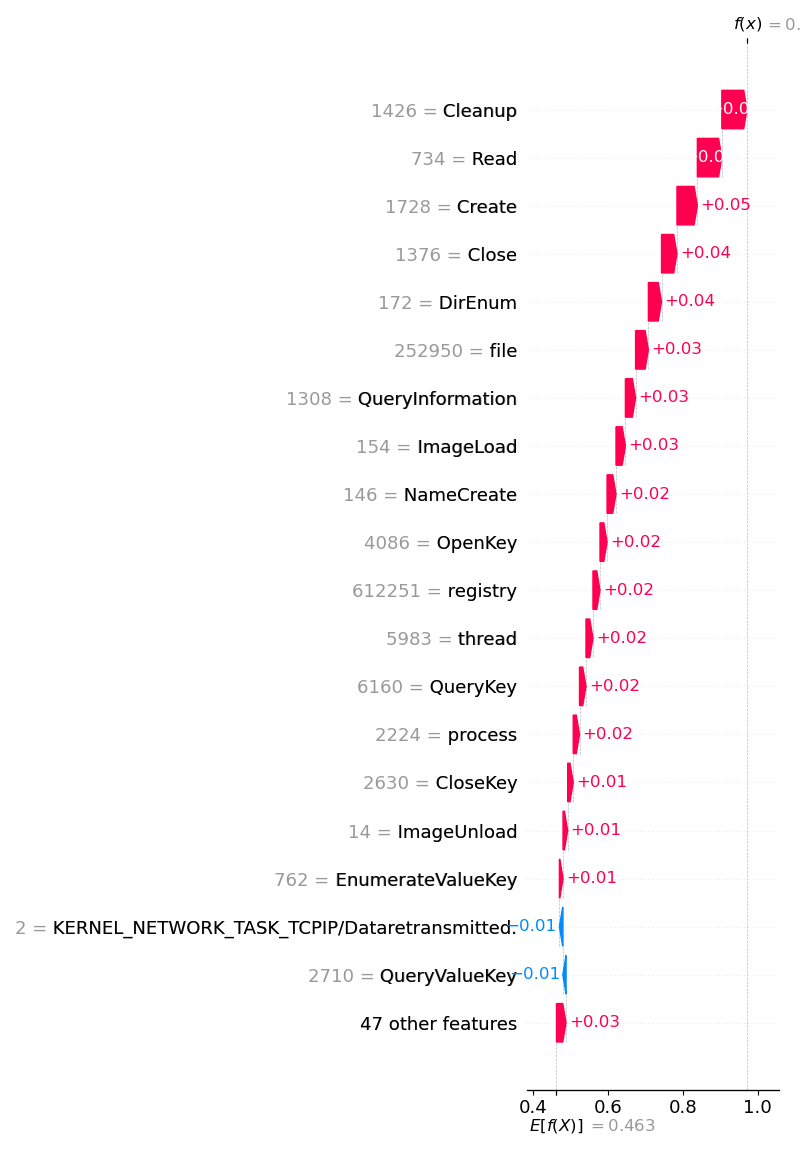 f(x) = 0.
1426 = Cleanup
734 = Read
1728 = Create +0.05
1376 = Close +0.04
172 = DirEnum +0.04
252950 = file +0.03
1308 = QueryInformation +0.03
154 = ImageLoad +0.03
146 = NameCreate +0.02
4086 = OpenKey +0.02
612251 = registry +0.02
5983 = thread +0.02
6160 = QueryKey +0.02
2224 = process +0.02
2630 = CloseKey +0.01
14 = ImageUnload +0.01
762 = EnumerateValueKey +0.01
2 = KERNEL_NETWORK_TASK_TCPIP/Dataretransmitted. −0.01
2710 = QueryValueKey −0.01
47 other features +0.03
0.4 0.6 0.8 1.0
E[f(X)] = 0.463